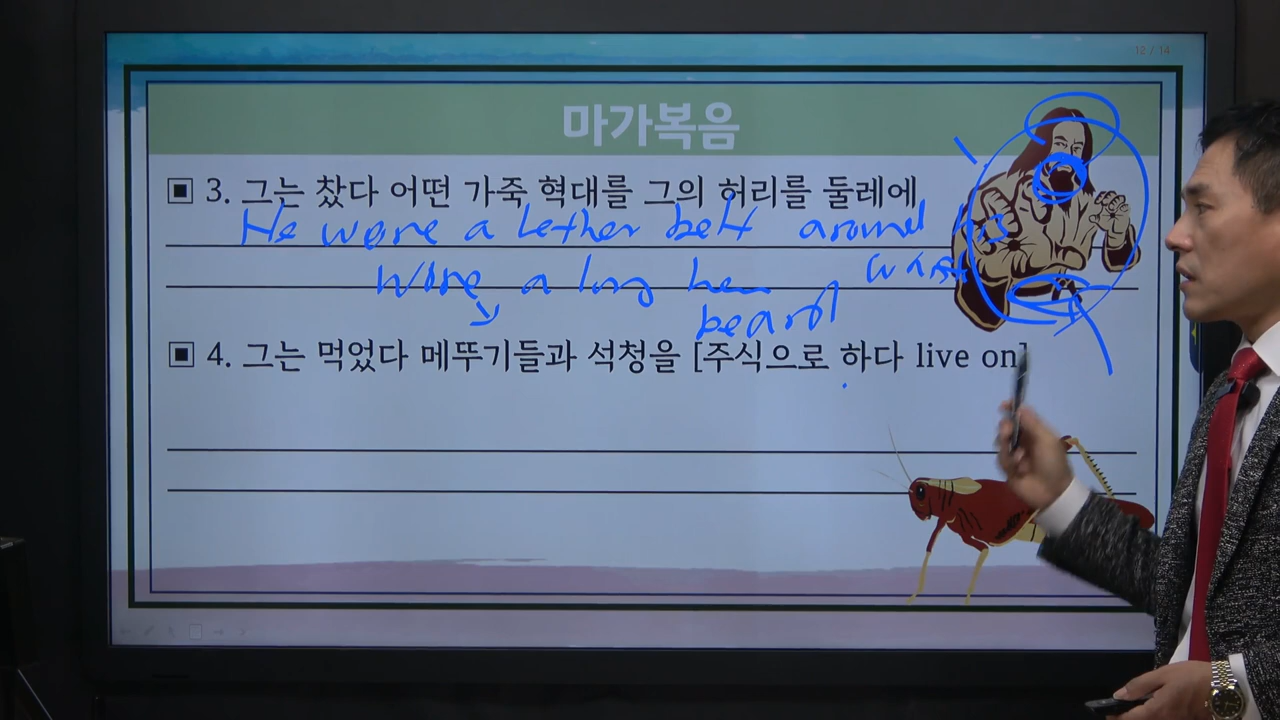 12 / 14
마가복음
▣ 3. 그는 찼다 어떤 가죽 혁대를 그의 허리를 둘레에
He wore a lether belt around his
waist
wore a long
beard
▣ 4. 그는 먹었다 메뚜기들과 석청을 [주식으로 하다 live on]